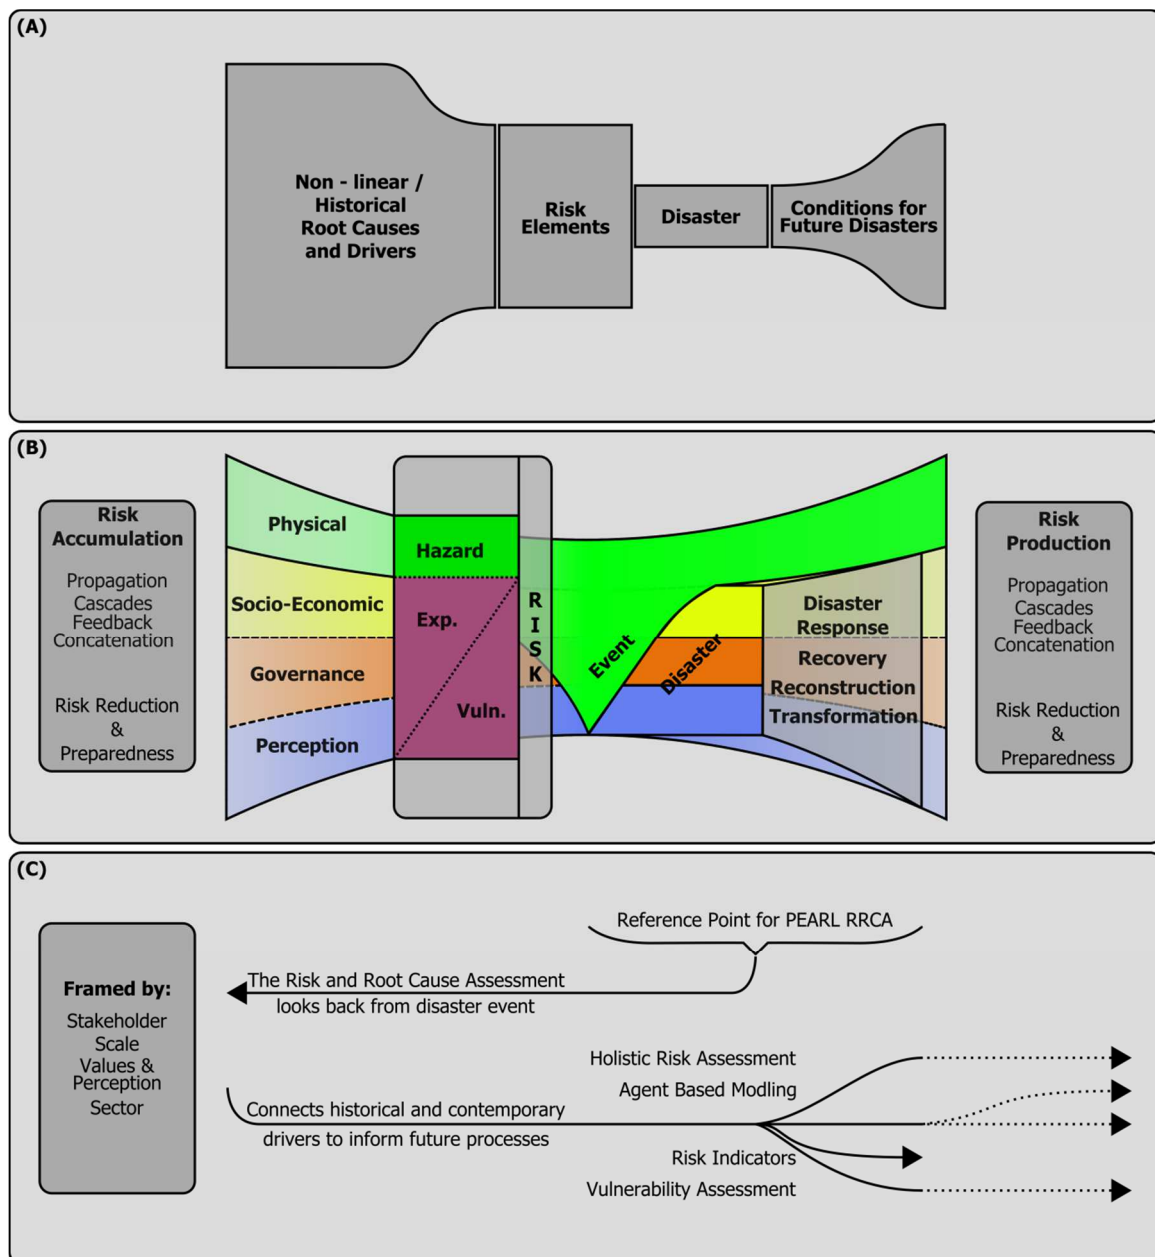 (A)
Non - linear /
Historical
Root Causes
and Drivers
Risk
Elements
Disaster
Conditions for
Future Disasters
(B)
Risk
Accumulation
Propagation
Cascades
Feedback
Concatenation
Risk Reduction
&
Preparedness
Physical
Socio-Economic
Governance
Perception
Hazard
Exp.
Vuln.
R
I
S
K
Event
Disaster
Disaster
Response
Recovery
Reconstruction
Transformation
Risk
Production
Propagation
Cascades
Feedback
Concatenation
Risk Reduction
&
Preparedness
(C)
Framed by:
Stakeholder
Scale
Values &
Perception
Sector
Reference Point for PEARL RRCA
The Risk and Root Cause Assessment
looks back from disaster event
Connects historical and contemporary
drivers to inform future processes
Holistic Risk Assessment
Agent Based Modling
Risk Indicators
Vulnerability Assessment